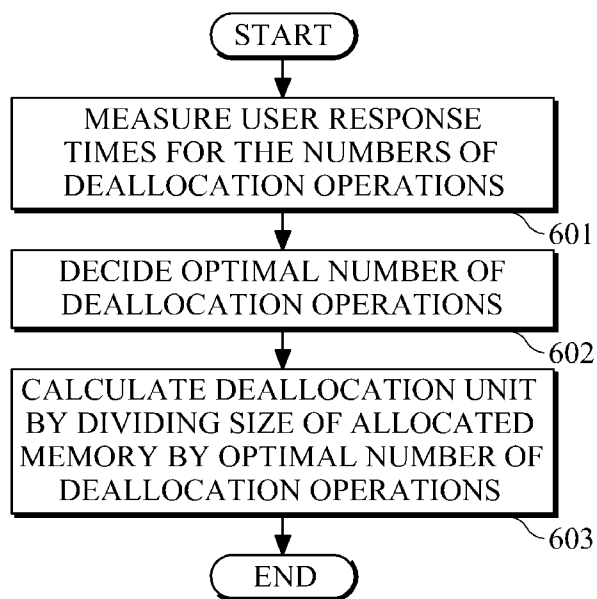 START
MEASURE USER RESPONSE
TIMES FOR THE NUMBERS OF
DEALLOCATION OPERATIONS
601
DECIDE OPTIMAL NUMBER OF
DEALLOCATION OPERATIONS
602
CALCULATE DEALLOCATION UNIT
BY DIVIDING SIZE OF ALLOCATED
MEMORY BY OPTIMAL NUMBER OF
DEALLOCATION OPERATIONS
603
END